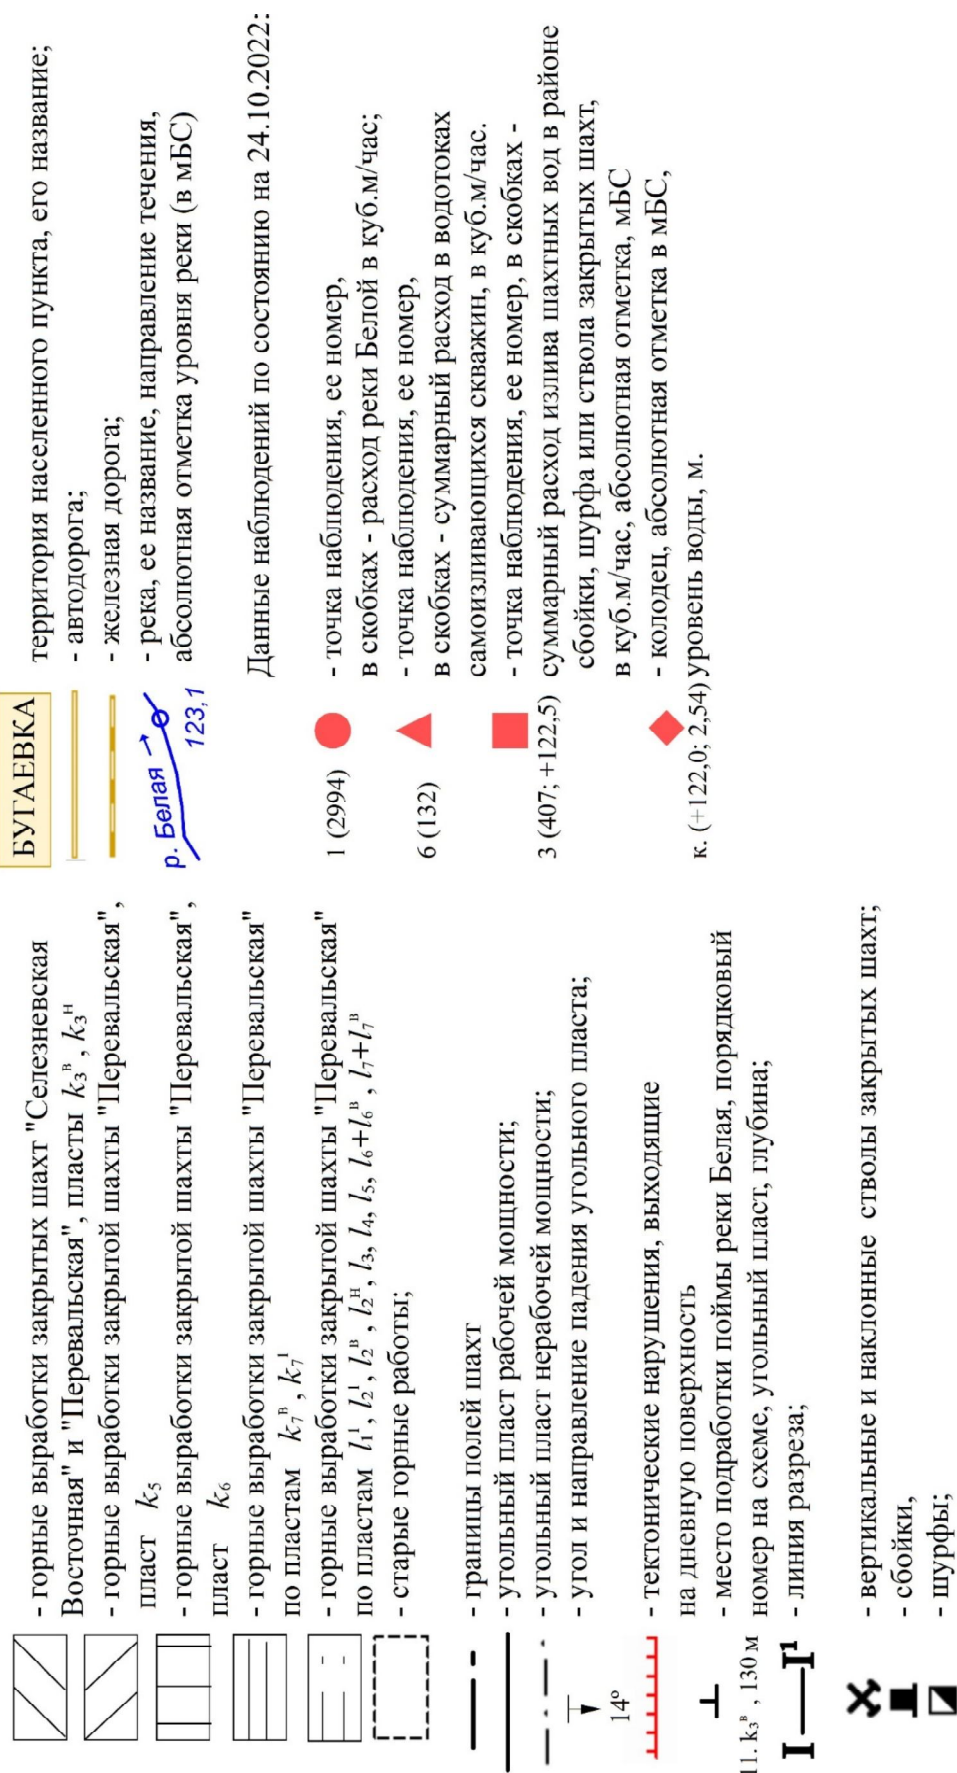 - горные выработки закрытых шахт "Селезневская
Восточная" и "Перевальская", пласты k₃ᴮ , k₃ᴴ
- горные выработки закрытой шахты "Перевальская",
пласт k₅
- горные выработки закрытой шахты "Перевальская",
пласт k₆
- горные выработки закрытой шахты "Перевальская"
по пластам k₇ᴮ , k₇¹
- горные выработки закрытой шахты "Перевальская"
по пластам l₁¹, l₂¹, l₂ᴮ, l₂ᴴ, l₃, l₄, l₅, l₆+l₆ᴮ, l₇+l₇ᴮ
- старые горные работы;
- границы полей шахт
- угольный пласт рабочей мощности;
- угольный пласт нерабочей мощности;
14º
- угол и направление падения угольного пласта;
- тектонические нарушения, выходящие
на дневную поверхность
11. k₃ᴮ , 130 м
- место подработки поймы реки Белая, порядковый
номер на схеме, угольный пласт, глубина;
I I¹
- линия разреза;
- вертикальные и наклонные стволы закрытых шахт;
- сбойки,
- шурфы;
БУГАЕВКА
территория населенного пункта, его название;
- автодорога;
- железная дорога;
р. Белая
123,1
- река, ее название, направление течения,
абсолютная отметка уровня реки (в мБС)
Данные наблюдений по состоянию на 24.10.2022:
1 (2994)
- точка наблюдения, ее номер,
в скобках - расход реки Белой в куб.м/час;
6 (132)
- точка наблюдения, ее номер,
в скобках - суммарный расход в водотоках
самоизливающихся скважин, в куб.м/час.
- точка наблюдения, ее номер, в скобках -
3 (407; +122,5) суммарный расход излива шахтных вод в районе
сбойки, шурфа или ствола закрытых шахт,
в куб.м/час, абсолютная отметка, мБС
- колодец, абсолютная отметка в мБС,
к. (+122,0; 2,54) уровень воды, м.